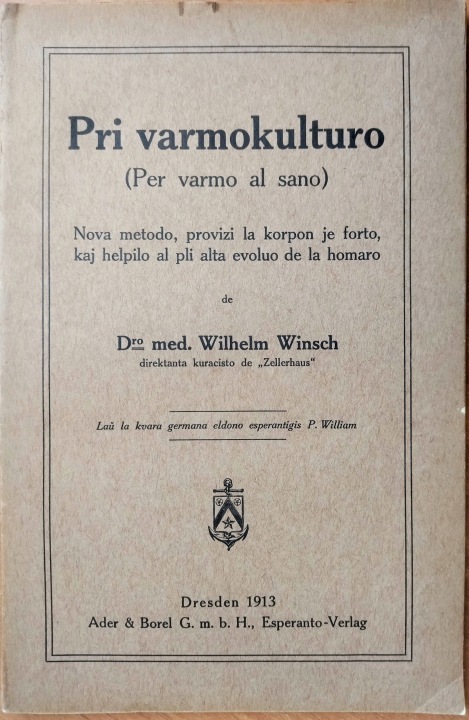 Pri varmokulturo
(Per varmo al sano)
Nova metodo, provizi la korpon je forto,
kaj helpilo al pli alta evoluo de la homaro
de
Dro med. Wilhelm Winsch
direktanta kuracisto de „Zellerhaus“
Laŭ la kvara germana eldono esperantigis P. William
Dresden 1913
Ader & Borel G. m. b. H., Esperanto-Verlag